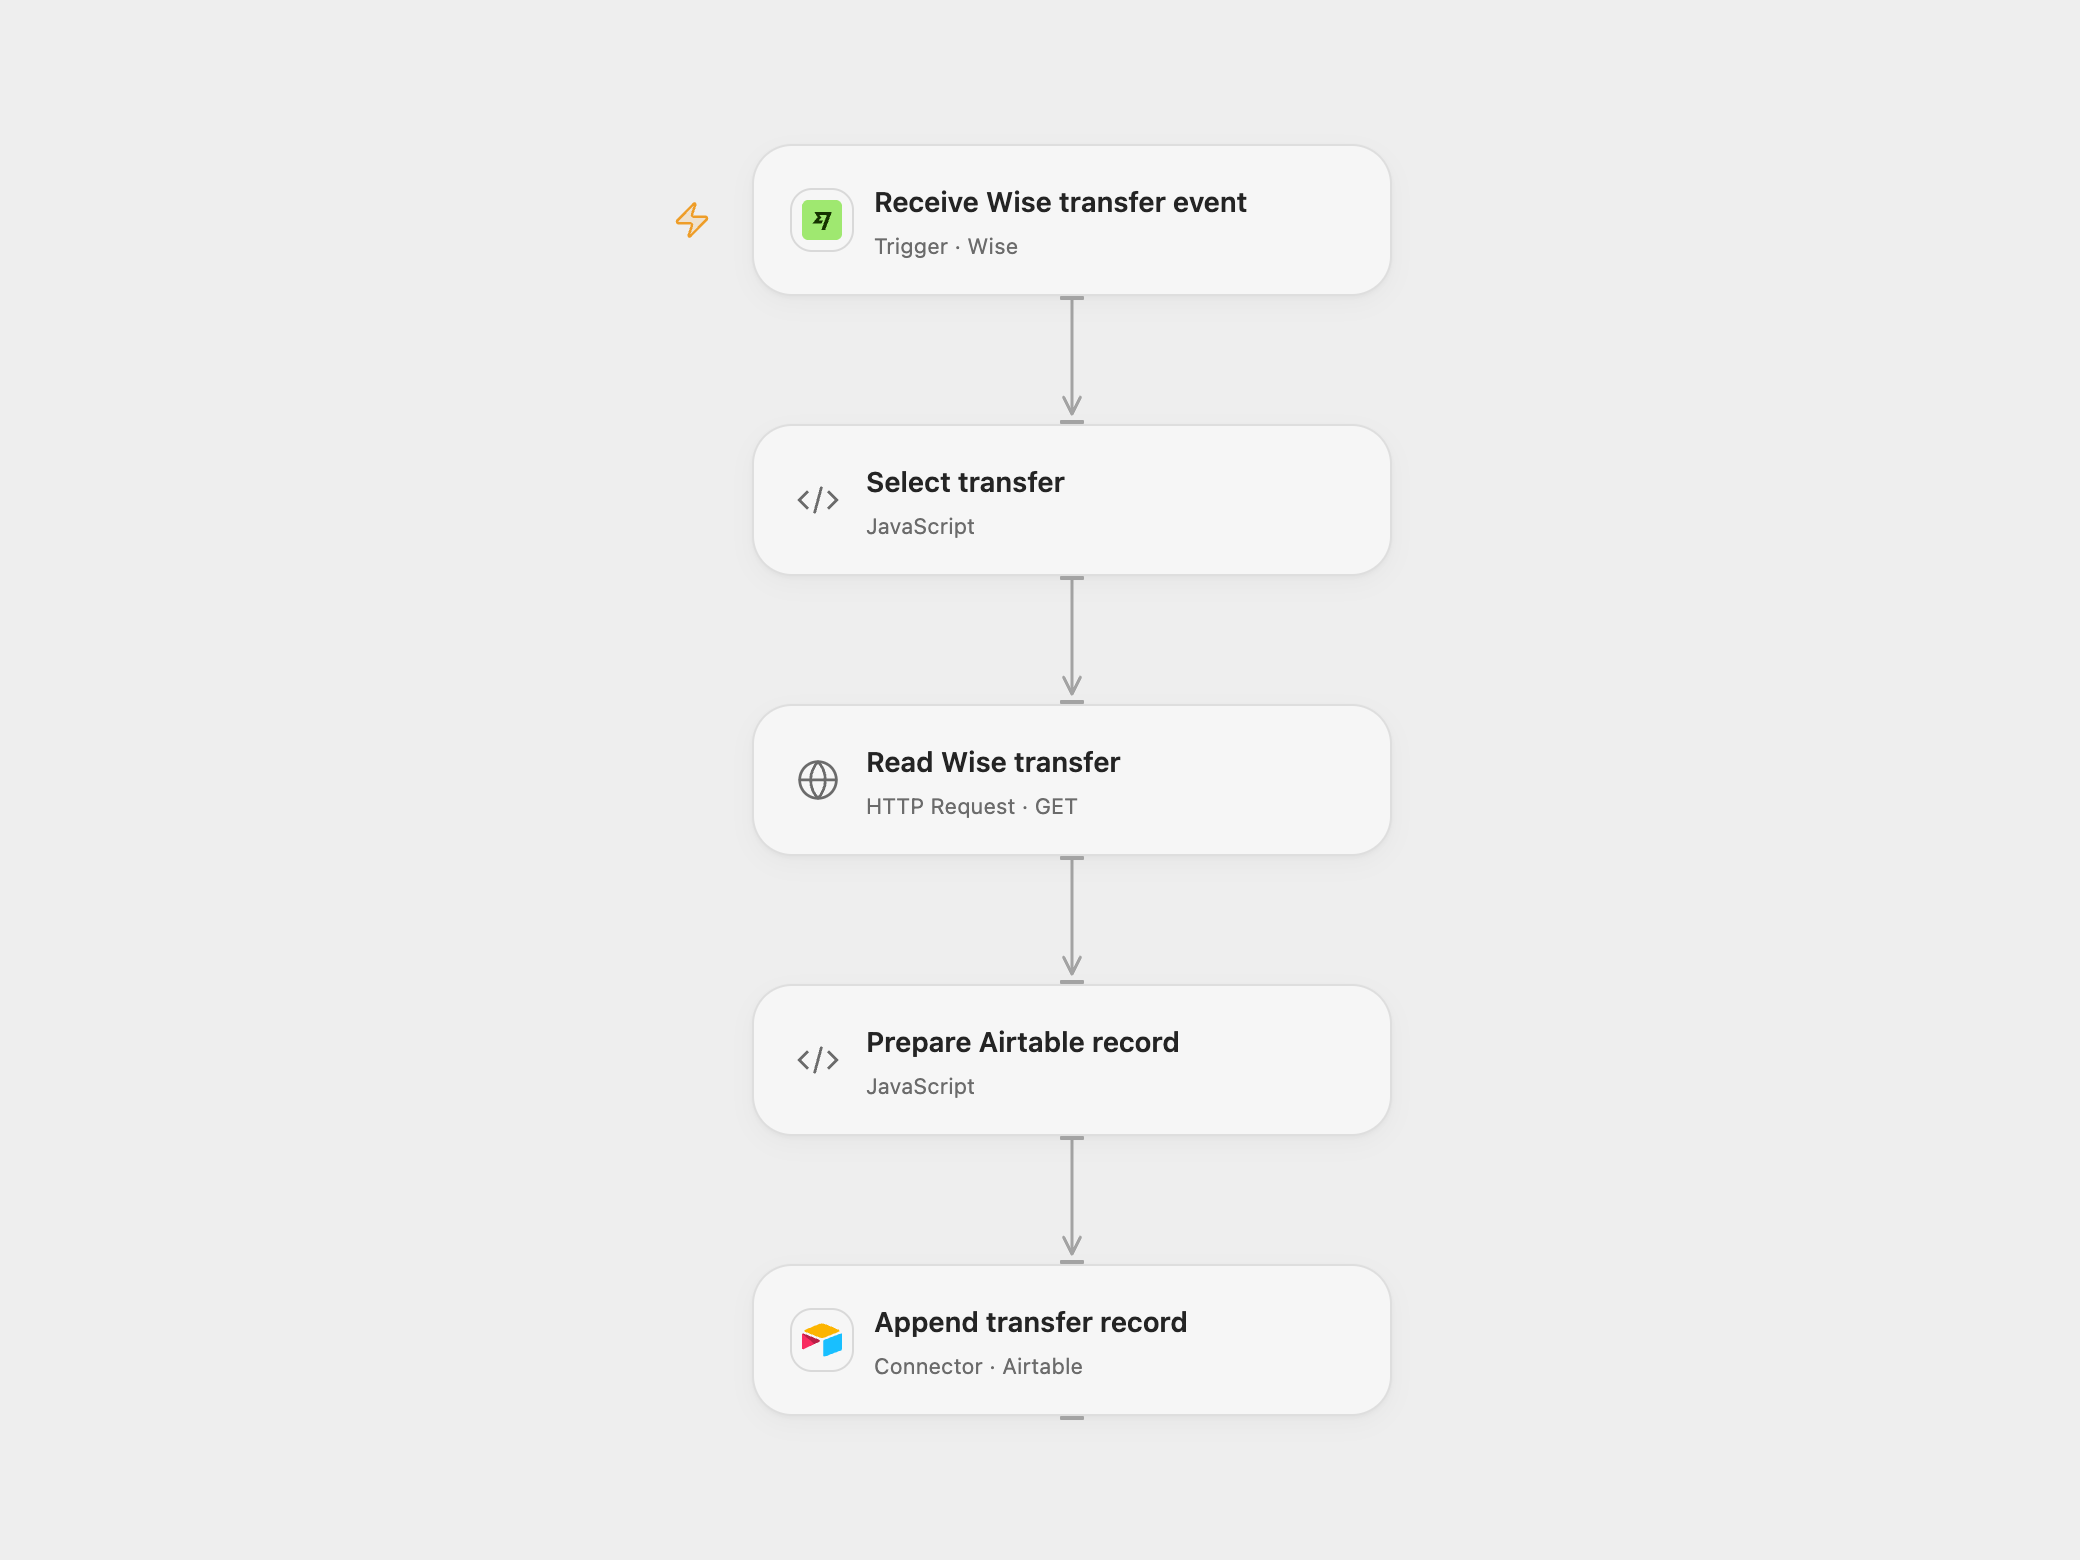 Receive Wise transfer event
Trigger · Wise
Select transfer
JavaScript
Read Wise transfer
HTTP Request · GET
Prepare Airtable record
JavaScript
Append transfer record
Connector · Airtable